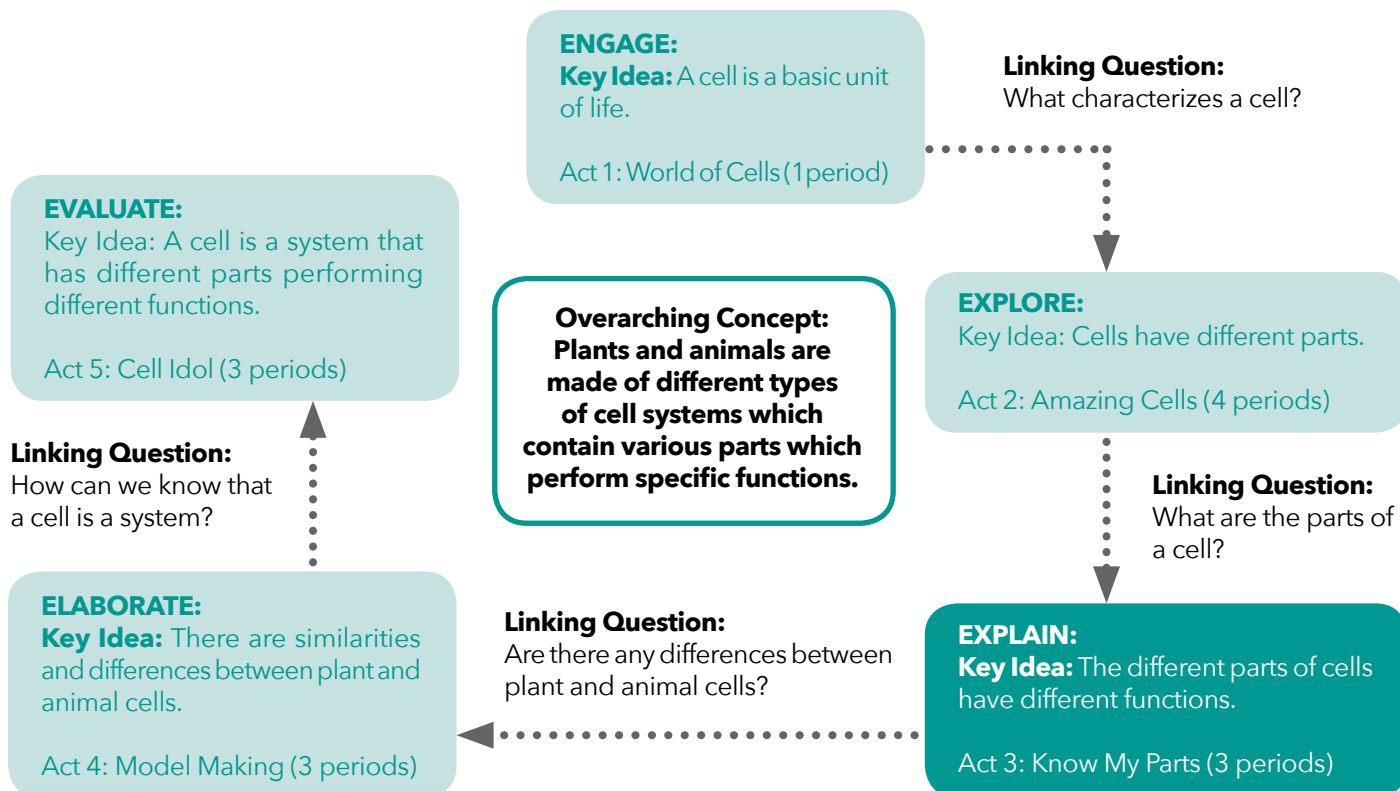 ENGAGE:
Key Idea: A cell is a basic unit
of life.
Act 1: World of Cells (1period)
Linking Question:
What characterizes a cell?
EXPLORE:
Key Idea: Cells have different parts.
Act 2: Amazing Cells (4 periods)
Linking Question:
What are the parts of
a cell?
EXPLAIN:
Key Idea: The different parts of cells
have different functions.
Act 3: Know My Parts (3 periods)
Linking Question:
Are there any differences between
plant and animal cells?
ELABORATE:
Key Idea: There are similarities
and differences between plant and
animal cells.
Act 4: Model Making (3 periods)
Linking Question:
How can we know that
a cell is a system?
EVALUATE:
Key Idea: A cell is a system that
has different parts performing
different functions.
Act 5: Cell Idol (3 periods)
Overarching Concept:
Plants and animals are
made of different types
of cell systems which
contain various parts which
perform specific functions.